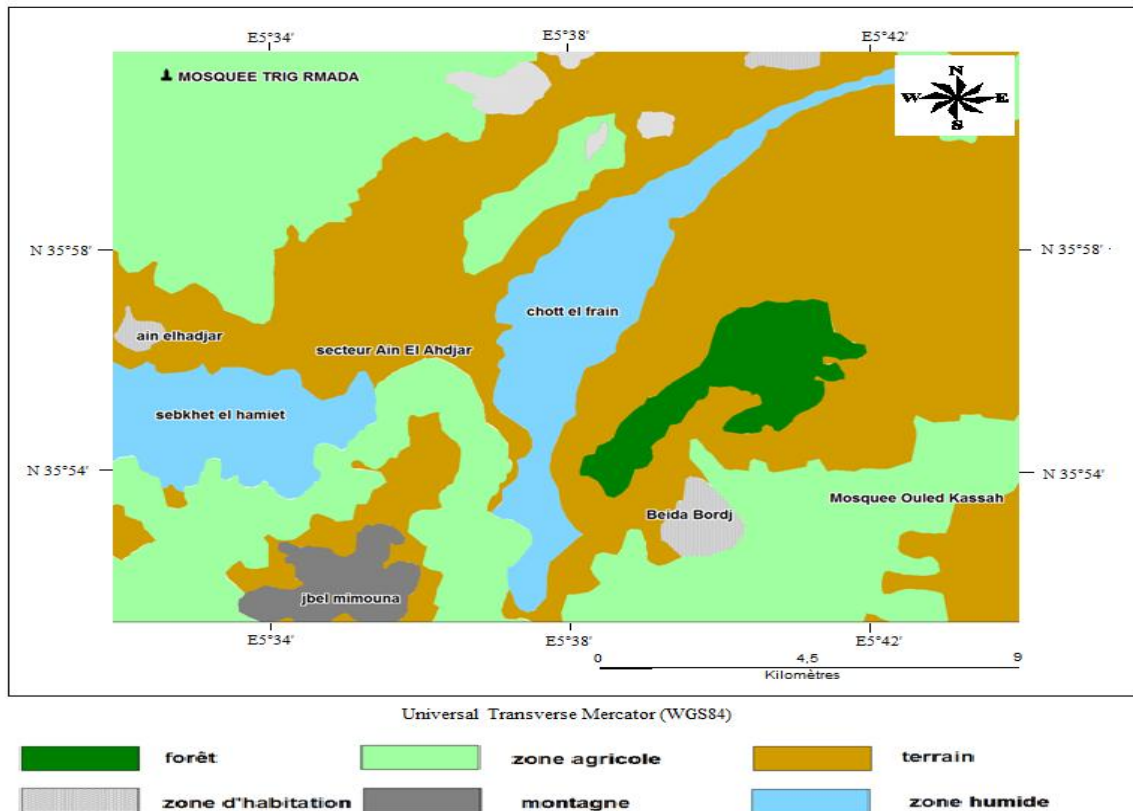 E5°34' E5°38' E5°42'
MOSQUEE TRIG RMADA
N
W E
S
N 35°58' N 35°58' .
chott el frain
ain elhadjar
secteur Ain El Ahdjar
sebkhet el hamiet
N 35°54' N 35°54'
Mosquee Ouled Kassah
Beida Bordj
jbel mimouna
E5°34' E5°38' E5°42'
0 4,5 9
Kilomètres
Universal Transverse Mercator (WGS84)
forêt zone agricole terrain
zone d'habitation montagne zone humide